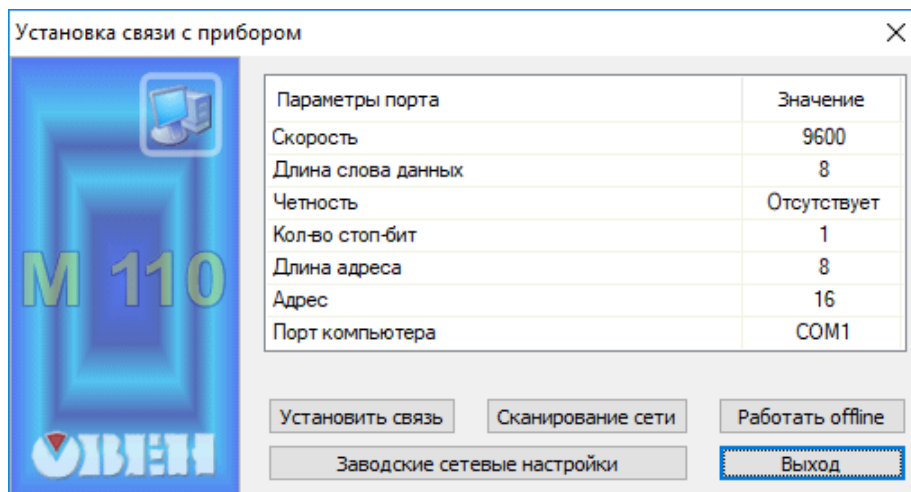 Установка связи с прибором
Параметры порта Значение
Скорость 9600
Длина слова данных 8
Четность Отсутствует
Кол-во стоп-бит 1
Длина адреса 8
Адрес 16
Порт компьютера COM1
М 110
ОВЕН
Установить связь Сканирование сети Работать offline
Заводские сетевые настройки Выход